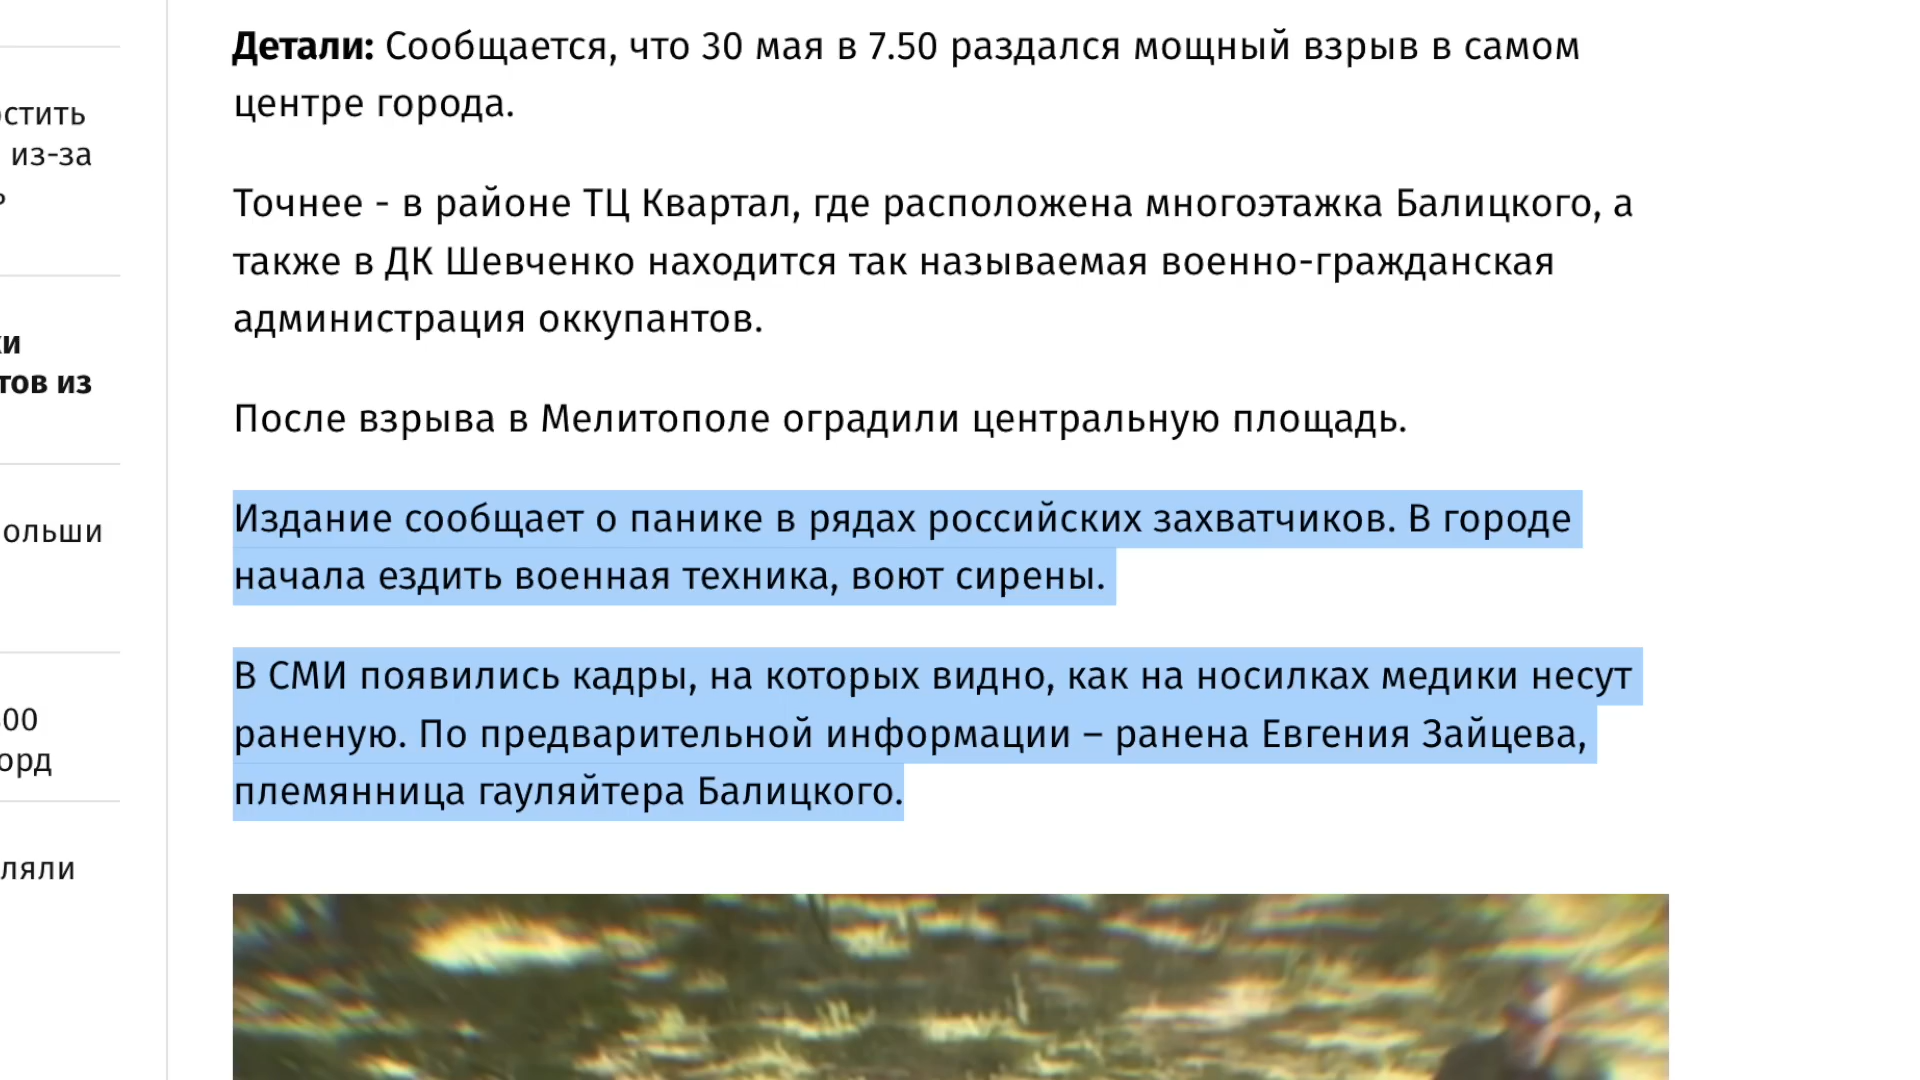 Детали: Сообщается, что 30 мая в 7.50 раздался мощный взрыв в самом
центре города.
Точнее - в районе ТЦ Квартал, где расположена многоэтажка Балицкого, а
также в ДК Шевченко находится так называемая военно-гражданская
администрация оккупантов.
После взрыва в Мелитополе оградили центральную площадь.
Издание сообщает о панике в рядах российских захватчиков. В городе
начала ездить военная техника, воют сирены.
В СМИ появились кадры, на которых видно, как на носилках медики несут
раненую. По предварительной информации – ранена Евгения Зайцева,
племянница гауляйтера Балицкого.
из-за
из